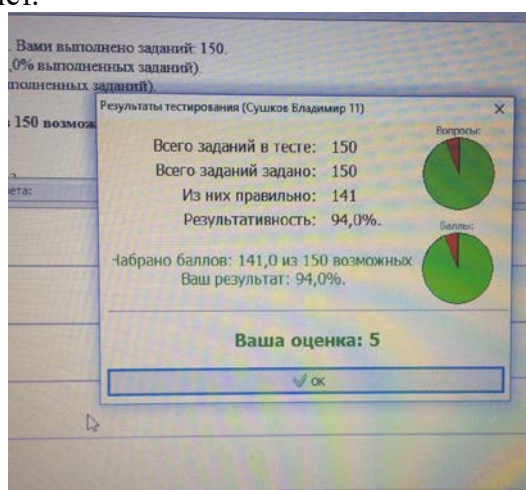 Вами выполнено заданий: 150.
,0% выполненных заданий)
полненных заданий).
150 возмож
Результаты тестирования (Сушков Владимир 11)
Вопросы:
Всего заданий в тесте: 150
Всего заданий задано: 150
Из них правильно: 141
Результативность: 94,0%.
Баллы:
Набрано баллов: 141,0 из 150 возможных
Ваш результат: 94,0%.
Ваша оценка: 5
ОК
ета: